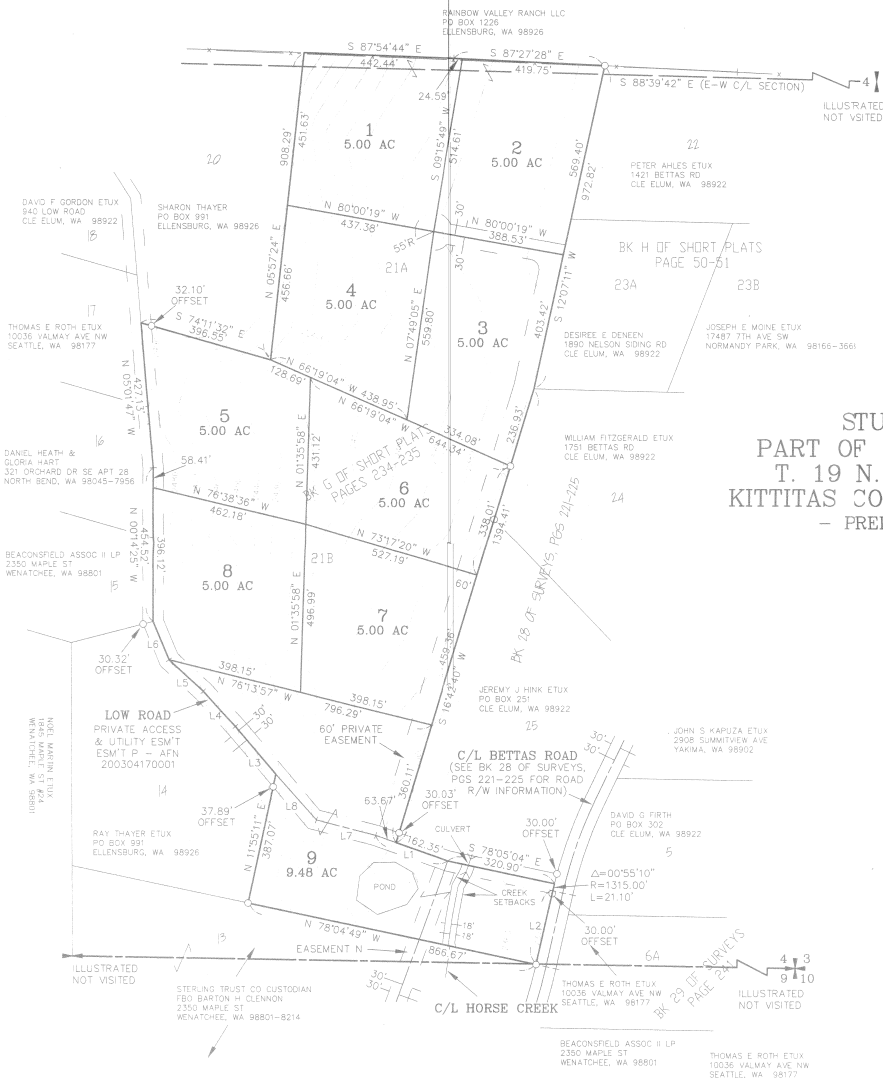 RAINBOW VALLEY RANCH LLC
PO BOX 1226
ELLENSBURG, WA 98926
S 87°54'44" E
442.44'
S 87°27'28" E
419.75'
S 88°39'42" E (E-W C/L SECTION)
4
ILLUSTRATED
NOT VSITED
24.59'
1
5.00 AC
908.29'
451.63'
S 09°15'49" W
514.61'
2
5.00 AC
569.40'
972.82'
20
22
PETER AHLES ETUX
1421 BETTAS RD
CLE ELUM, WA 98922
DAVID F GORDON ETUX
940 LOW ROAD
CLE ELUM, WA 98922
18
SHARON THAYER
PO BOX 991
ELLENSBURG, WA 98926
N 80°00'19" W
437.38'
30'
N 80°00'19" W
388.53'
55'R
30'
BK H OF SHORT PLATS
PAGE 50-51
23A
23B
N 05°57'24" E
456.66'
21A
4
5.00 AC
N 07°49'05" E
559.80'
3
5.00 AC
S 12°07'11" W
403.42'
32.10'
OFFSET
S 74°11'32" E
396.55'
17
THOMAS E ROTH ETUX
10036 VALMAY AVE NW
SEATTLE, WA 98177
DESIREE E DENEEN
1890 NELSON SIDING RD
CLE ELUM, WA 98922
JOSEPH E MOINE ETUX
17487 7TH AVE SW
NORMANDY PARK, WA 98166-3661
N 66°19'04" W 438.95'
128.69'
N 66°19'04" W
644.34'
334.08'
236.93'
N 05°01'47" W
427.13'
5
5.00 AC
N 01°35'58" E
431.12'
BK G OF SHORT PLAT
PAGES 234-235
6
5.00 AC
WILLIAM FITZGERALD ETUX
1751 BETTAS RD
CLE ELUM, WA 98922
24
STU
PART OF
T. 19 N.
KITTITAS CO
- PREI
16
DANIEL HEATH &
GLORIA HART
321 ORCHARD DR SE APT 28
NORTH BEND, WA 98045-7956
58.41'
N 76°38'36" W
462.18'
N 73°17'20" W
527.19'
338.01'
1394.41'
BK 28 OF SURVEYS, PGS 221-225
N 00°14'25" W
454.52'
396.12'
BEACONSFIELD ASSOC II LP
2350 MAPLE ST
WENATCHEE, WA 98801
15
8
5.00 AC
21B
N 01°35'58" E
496.99'
7
5.00 AC
60'
459.36'
S 16°42'40" W
30.32'
OFFSET
L6
L5
398.15'
N 76°13'57" W
398.15'
796.29'
LOW ROAD
PRIVATE ACCESS
& UTILITY ESM'T
ESM'T P - AFN
200304170001
L4
30'
30'
L3
60' PRIVATE
EASEMENT
JEREMY J HINK ETUX
PO BOX 251
CLE ELUM, WA 98922
25
NOEL MARTIN ETUX
1845 MAPLE ST #24
WENATCHEE, WA 98801
C/L BETTAS ROAD
(SEE BK 28 OF SURVEYS,
PGS 221-225 FOR ROAD
R/W INFORMATION)
30'
30'
JOHN S KAPUZA ETUX
2908 SUMMITVIEW AVE
YAKIMA, WA 98902
14
37.89'
OFFSET
L8
63.67'
360.11'
30.03'
OFFSET
CULVERT
30.00'
OFFSET
DAVID G FIRTH
PO BOX 302
CLE ELUM, WA 98922
5
RAY THAYER ETUX
PO BOX 991
ELLENSBURG, WA 98926
N 11°55'11" E
387.07'
L7
L1
162.35'
S 78°05'04" E
320.90'
9
9.48 AC
POND
CREEK
SETBACKS
Δ=00°55'10"
R=1315.00'
L=21.10'
30.00'
OFFSET
18'
18'
L2
13
N 78°04'49" W
866.67'
EASEMENT N
6A
ILLUSTRATED
NOT VISITED
30'
30'
STERLING TRUST CO CUSTODIAN
FBO BARTON H CLENNON
2350 MAPLE ST
WENATCHEE, WA 98801-8214
C/L HORSE CREEK
THOMAS E ROTH ETUX
10036 VALMAY AVE NW
SEATTLE, WA 98177
BK 29 OF SURVEYS
PAGE 241
4 3
9 10
ILLUSTRATED
NOT VISITED
BEACONSFIELD ASSOC II LP
2350 MAPLE ST
WENATCHEE, WA 98801
THOMAS E ROTH ETUX
10036 VALMAY AVE NW
SEATTLE, WA 98177